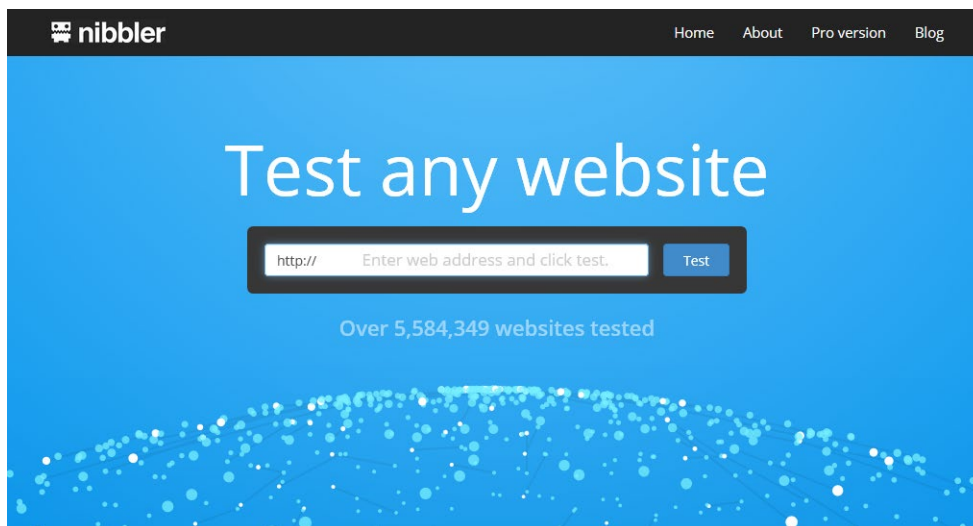 nibbler Home About Pro version Blog
Test any website
http:// Enter web address and click test. Test
Over 5,584,349 websites tested